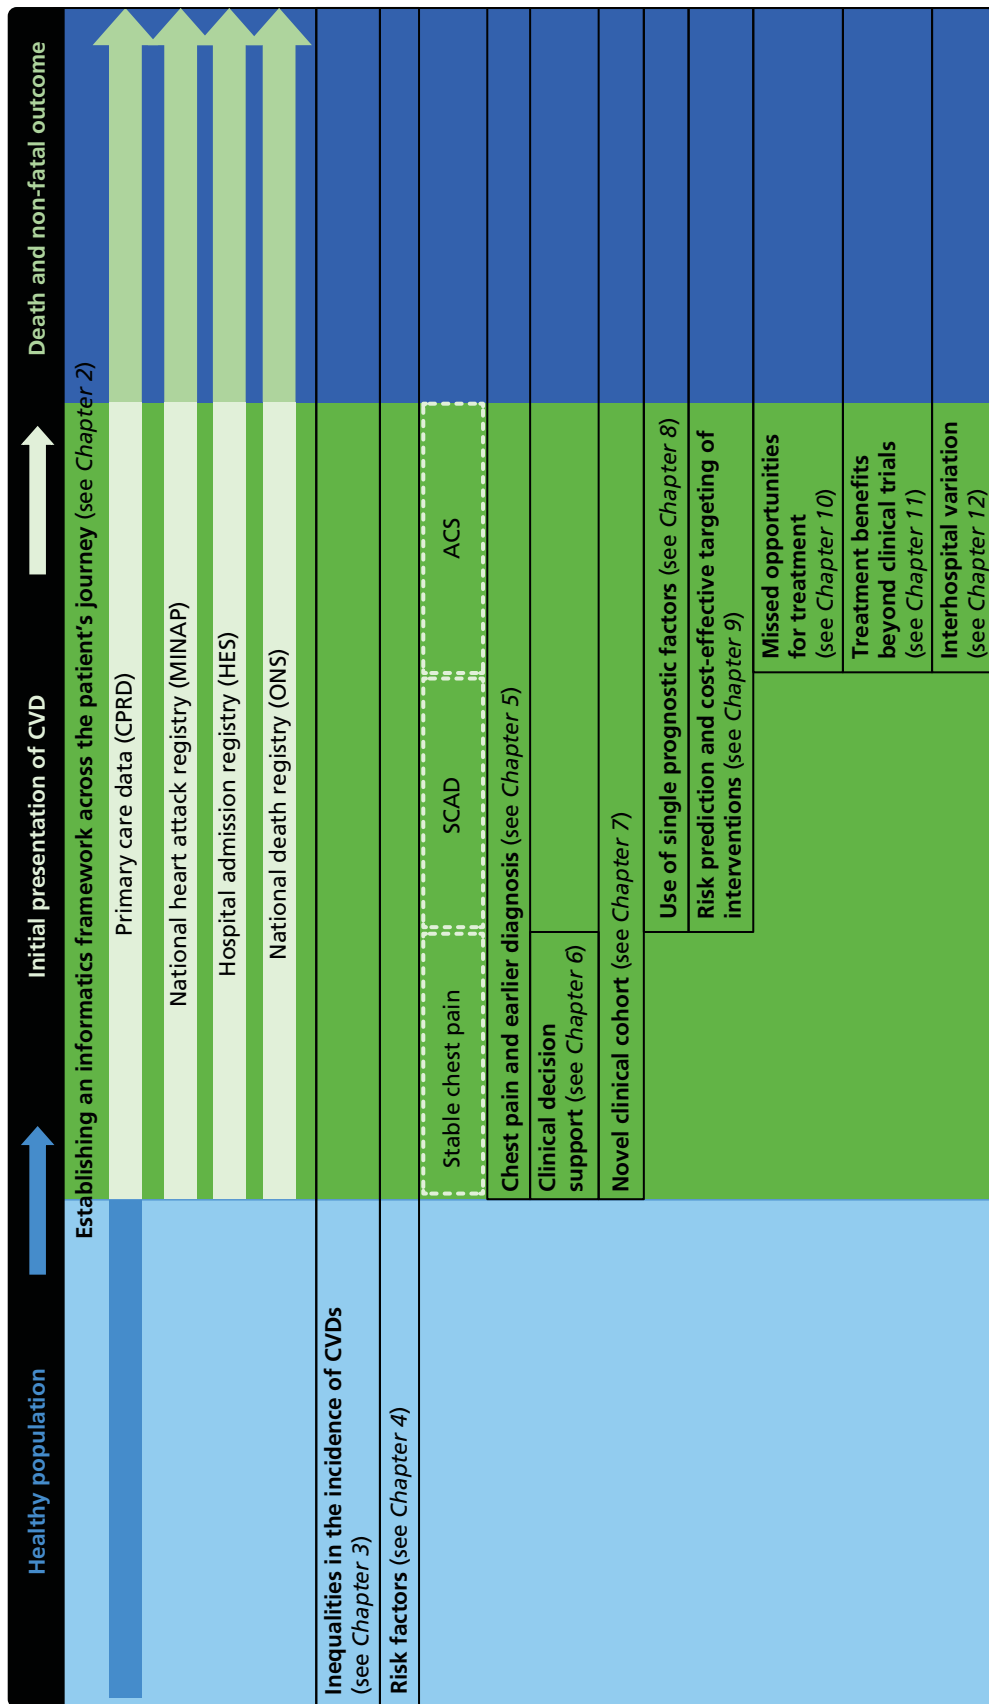 Healthy population
Initial presentation of CVD
Death and non-fatal outcome
Establishing an informatics framework across the patient's journey (see Chapter 2)
Primary care data (CPRD)
National heart attack registry (MINAP)
Hospital admission registry (HES)
National death registry (ONS)
Inequalities in the incidence of CVDs
(see Chapter 3)
Risk factors (see Chapter 4)
Stable chest pain
SCAD
ACS
Chest pain and earlier diagnosis (see Chapter 5)
Clinical decision
support (see Chapter 6)
Novel clinical cohort (see Chapter 7)
Use of single prognostic factors (see Chapter 8)
Risk prediction and cost-effective targeting of
interventions (see Chapter 9)
Missed opportunities
for treatment
(see Chapter 10)
Treatment benefits
beyond clinical trials
(see Chapter 11)
Interhospital variation
(see Chapter 12)